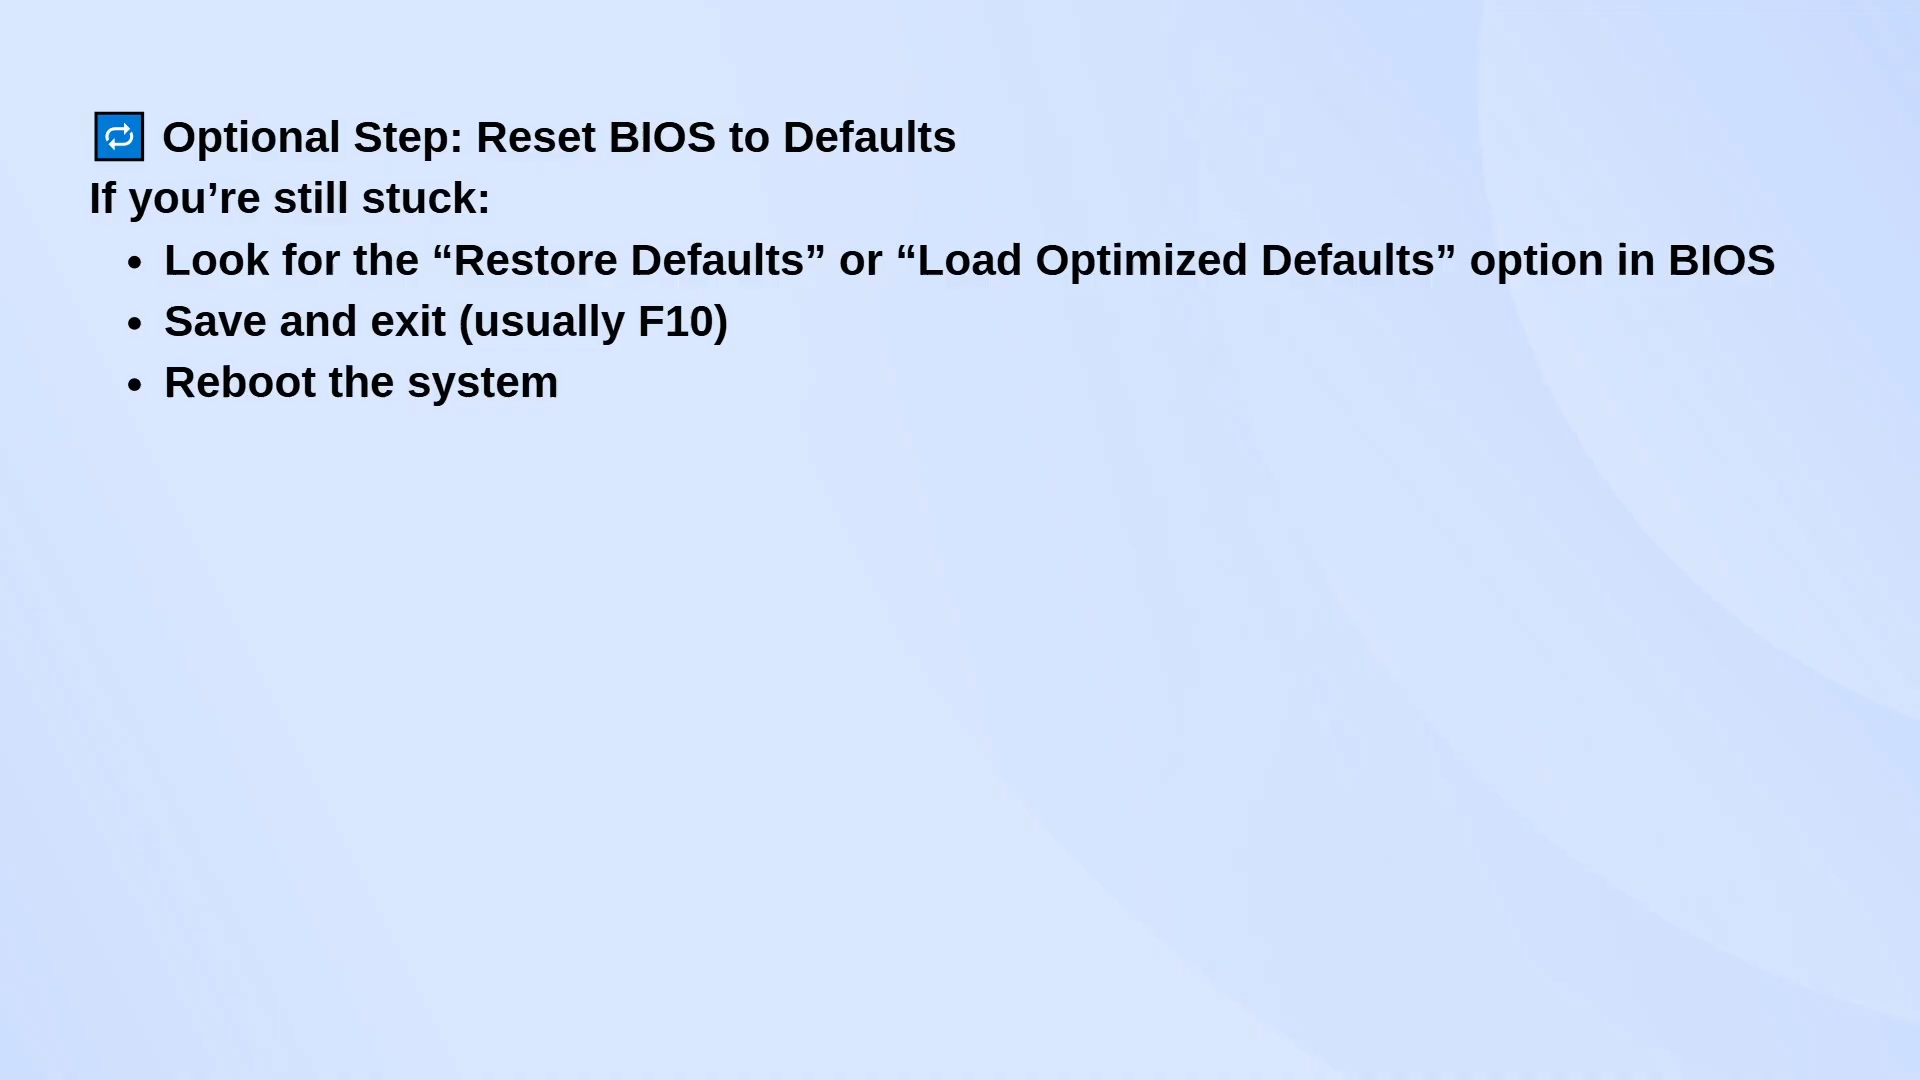 🔁 Optional Step: Reset BIOS to Defaults
If you’re still stuck:
• Look for the “Restore Defaults” or “Load Optimized Defaults” option in BIOS
• Save and exit (usually F10)
• Reboot the system